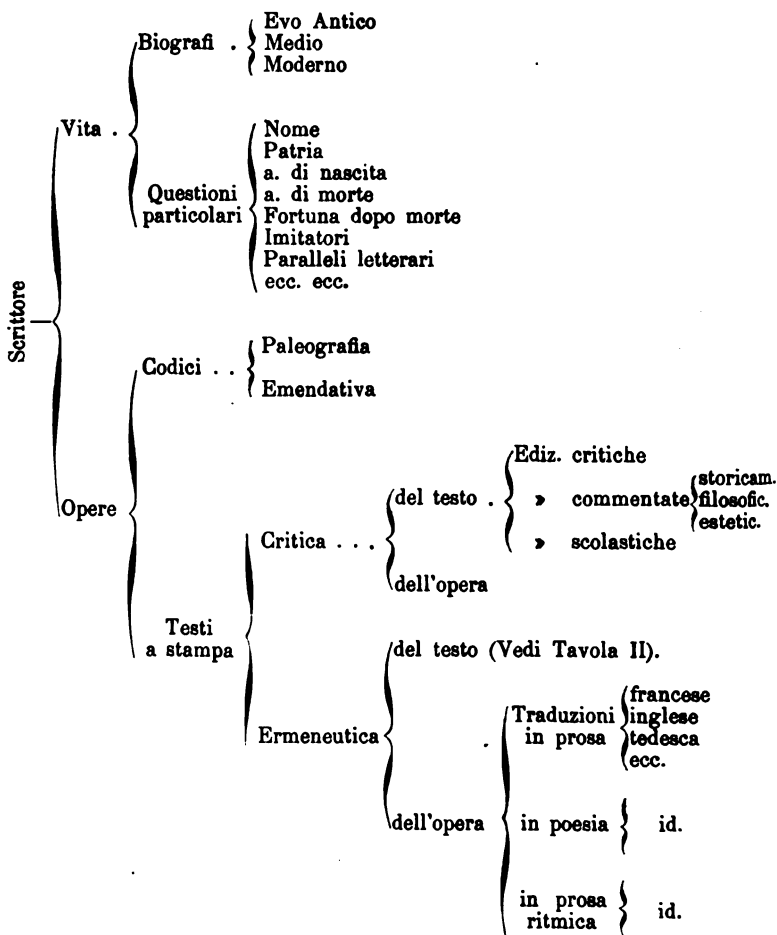 Biografi .
Evo Antico
Medio
Moderno
Vita .
Questioni
particolari
Nome
Patria
a. di nascita
a. di morte
Fortuna dopo morte
Imitatori
Paralleli letterari
ecc. ecc.
Scrittore
Codici . .
Paleografia
Emendativa
Opere
Testi
a stampa
Critica . . .
del testo .
Ediz. critiche
» commentate
storicam.
filosofic.
estetic.
» scolastiche
dell'opera
Ermeneutica
del testo (Vedi Tavola II).
dell'opera
Traduzioni
in prosa
francese
inglese
tedesca
ecc.
in poesia
id.
in prosa
ritmica
id.